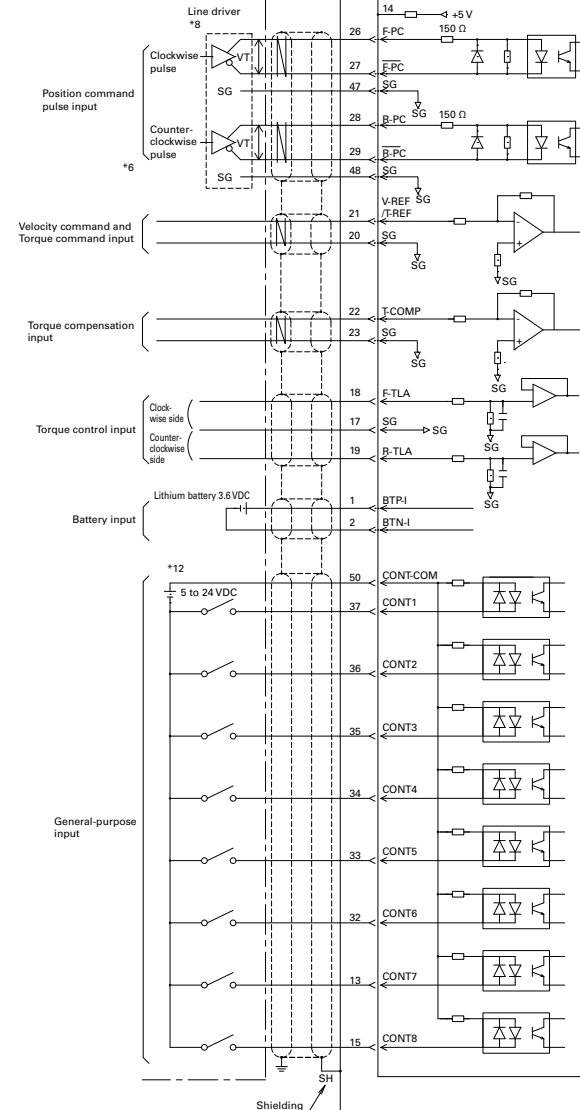 Line driver
*8
14
+5 V
Position command
pulse input
Clockwise
pulse
VT
26
F-PC
150 Ω
27
F-PC
SG
47
SG
SG
Counter-
clockwise
pulse
VT
28
R-PC
150 Ω
29
R-PC
*6
SG
48
SG
SG
Velocity command and
Torque command input
21
V-REF
/T-REF
20
SG
SG
-
+
SG
Torque compensation
input
22
T-COMP
23
SG
SG
-
+
SG
Torque control input
Clock-
wise side
Counter-
clockwise
side
18
F-TLA
17
SG
SG
SG
19
R-TLA
SG
Battery input
Lithium battery 3.6 VDC
1
BTP-I
2
BTN-I
*12
5 to 24 VDC
50
CONT-COM
37
CONT1
36
CONT2
35
CONT3
34
CONT4
General-purpose
input
33
CONT5
32
CONT6
13
CONT7
15
CONT8
SH
Shielding